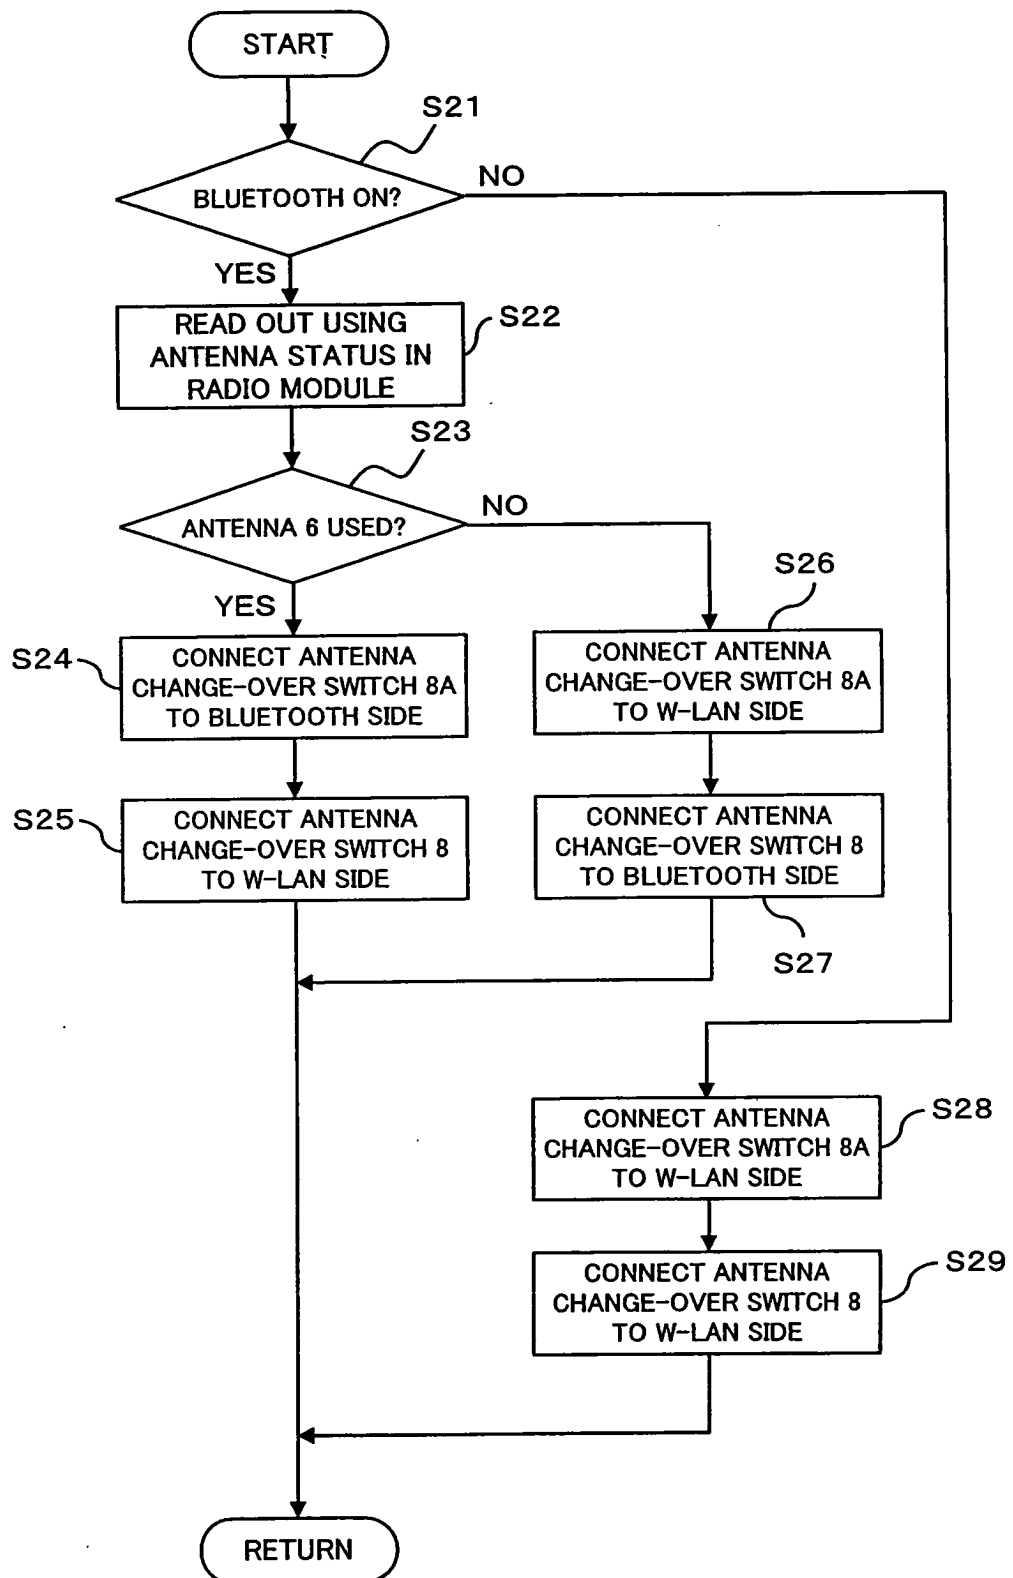 START
S21
BLUETOOTH ON?
NO
YES
READ OUT USING
ANTENNA STATUS IN
RADIO MODULE
S22
S23
ANTENNA 6 USED?
NO
YES
S24
CONNECT ANTENNA
CHANGE-OVER SWITCH 8A
TO BLUETOOTH SIDE
S26
CONNECT ANTENNA
CHANGE-OVER SWITCH 8A
TO W-LAN SIDE
S25
CONNECT ANTENNA
CHANGE-OVER SWITCH 8
TO W-LAN SIDE
CONNECT ANTENNA
CHANGE-OVER SWITCH 8
TO BLUETOOTH SIDE
S27
CONNECT ANTENNA
CHANGE-OVER SWITCH 8A
TO W-LAN SIDE
S28
CONNECT ANTENNA
CHANGE-OVER SWITCH 8
TO W-LAN SIDE
S29
RETURN